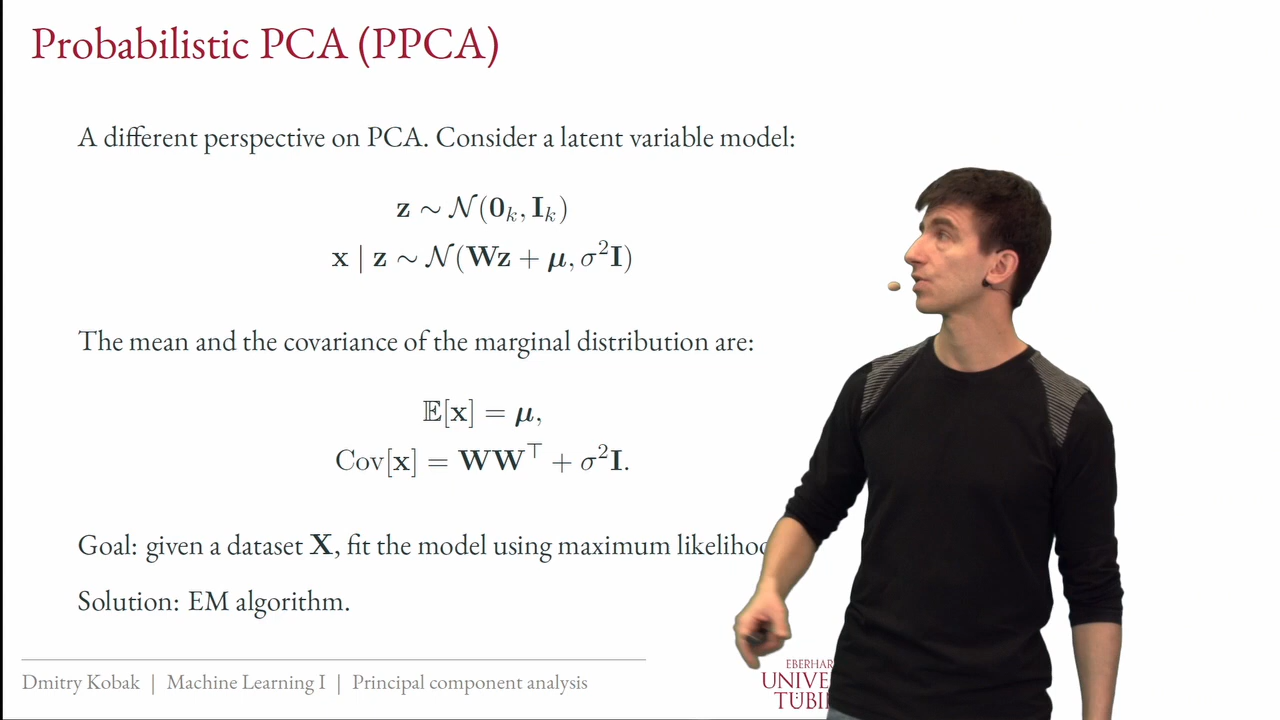 Probabilistic PCA (PPCA)
A different perspective on PCA. Consider a latent variable model:
z ∼ 𝒩(0ₖ, Iₖ)
x | z ∼ 𝒩(Wz + μ, σ²I)
The mean and the covariance of the marginal distribution are:
𝔼[x] = μ,
Cov[x] = WW⊤ + σ²I.
Goal: given a dataset X, fit the model using maximum
Solution: EM algorithm.
Dmitry Kobak | Machine Learning I | Principal component analysis